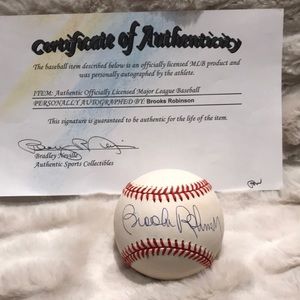 Certificate of Authenticity
The baseball item described below is an officially licensed MLB product and
was personally autographed by the athlete.
ITEM: Authentic Officially Licensed Major League Baseball
PERSONALLY AUTOGRAPHED BY: Brooks Robinson
This signature is guaranteed to be authentic for the life of the item.
Bradley Neville
Authentic Sports Collectibles
Brooks Robinson